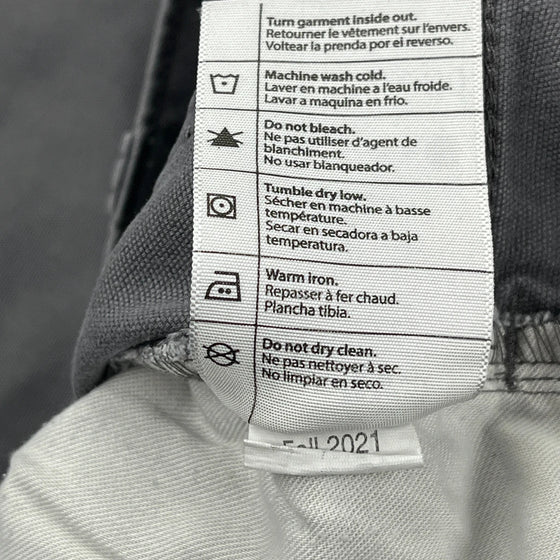 Turn garment inside out.
Retourner le vêtement sur l'envers.
Voltear la prenda por el reverso.
Machine wash cold.
Laver en machine a l'eau froide.
Lavar a maquina en frio.
Do not bleach.
Ne pas utiliser d'agent de
blanchiment.
No usar blanqueador.
Tumble dry low.
Sécher en machine à basse
température.
Secar en secadora a baja
temperatura.
Warm iron.
Repasser à fer chaud.
Plancha tibia.
Do not dry clean.
Ne pas nettoyer à sec.
No limpiar en seco.
Fall 2021